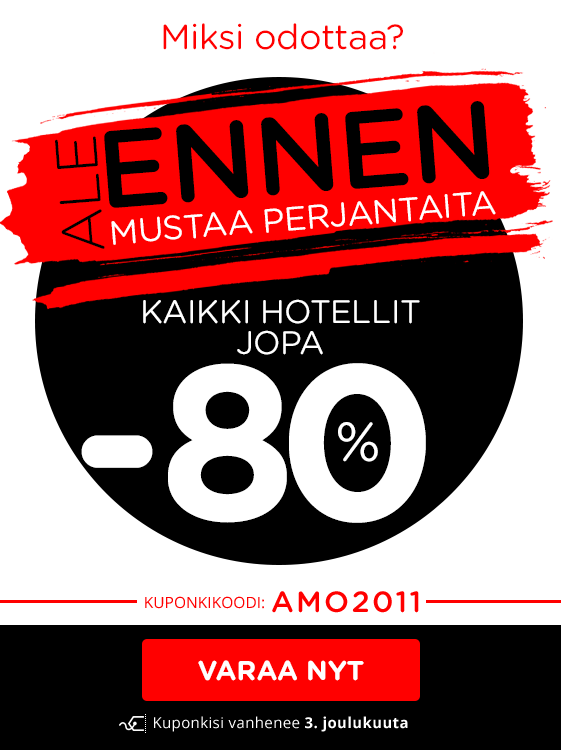 Miksi odottaa?
ALE
ENNEN
MUSTAA PERJANTAITA
KAIKKI HOTELLIT
JOPA
-80%
KUPONKIKOODI: AMO2011
VARAA NYT
Kuponkisi vanhenee 3. joulukuuta